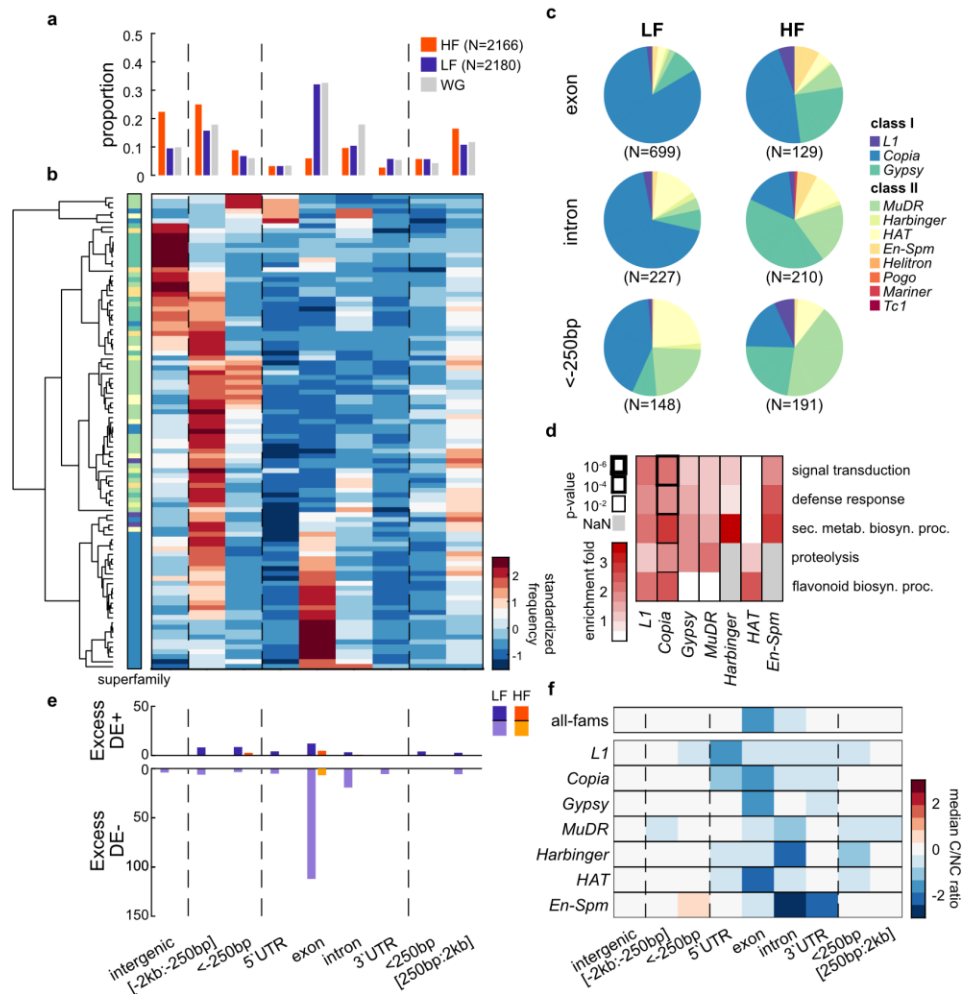 a
proportion
0.5
0.4
0.3
0.2
0.1
0
HF (N=2166)
LF (N=2180)
WG
b
superfamily
2
1
0
-1
standardized
frequency
c
LF
HF
exon
(N=699)
(N=129)
intron
(N=227)
(N=210)
<-250bp
(N=148)
(N=191)
class I
L1
Copia
Gypsy
class II
MuDR
Harbinger
HAT
En-Spm
Helitron
Pogo
Mariner
Tc1
d
p-value
10-6
10-4
10-2
NaN
enrichment fold
3
2
1
signal transduction
defense response
sec. metab. biosyn. proc.
proteolysis
flavonoid biosyn. proc.
L1
Copia
Gypsy
MuDR
Harbinger
HAT
En-Spm
e
LF HF
Excess
DE+
50
0
Excess
DE-
0
50
100
150
intergenic
[-2kb:-250bp]
<-250bp
5`UTR
exon
intron
3`UTR
<250bp
[250bp:2kb]
f
all-fams
L1
Copia
Gypsy
MuDR
Harbinger
HAT
En-Spm
2
0
-2
median C/NC ratio
intergenic
[-2kb:-250bp]
<-250bp
5`UTR
exon
intron
3`UTR
<250bp
[250bp:2kb]